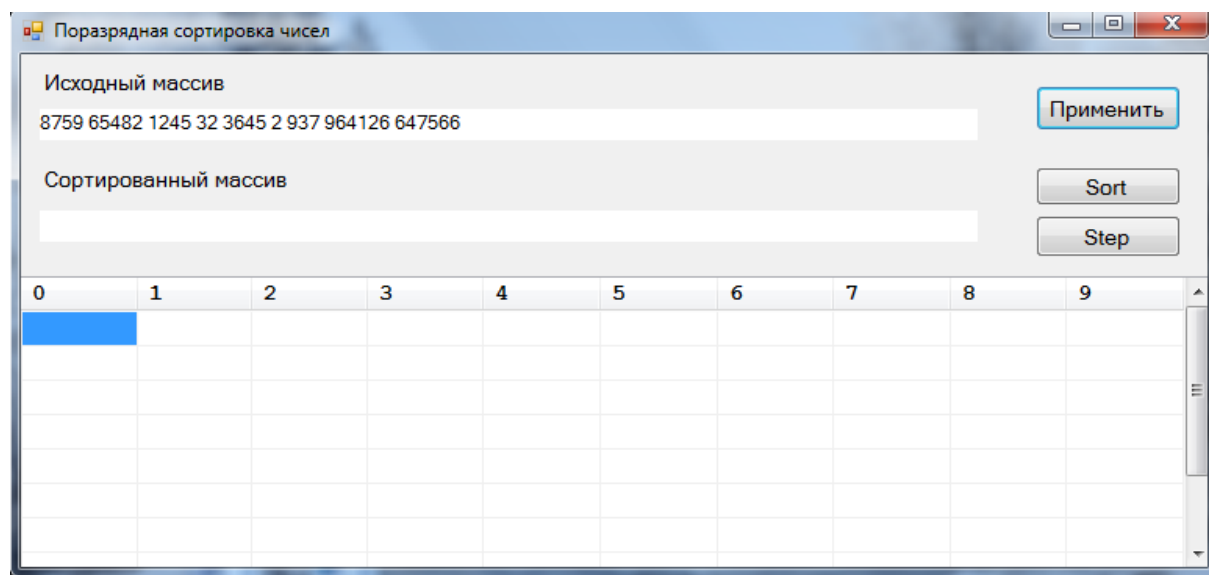 Поразрядная сортировка чисел
Исходный массив
8759 65482 1245 32 3645 2 937 964126 647566
Применить
Сортированный массив
Sort
Step
0 1 2 3 4 5 6 7 8 9